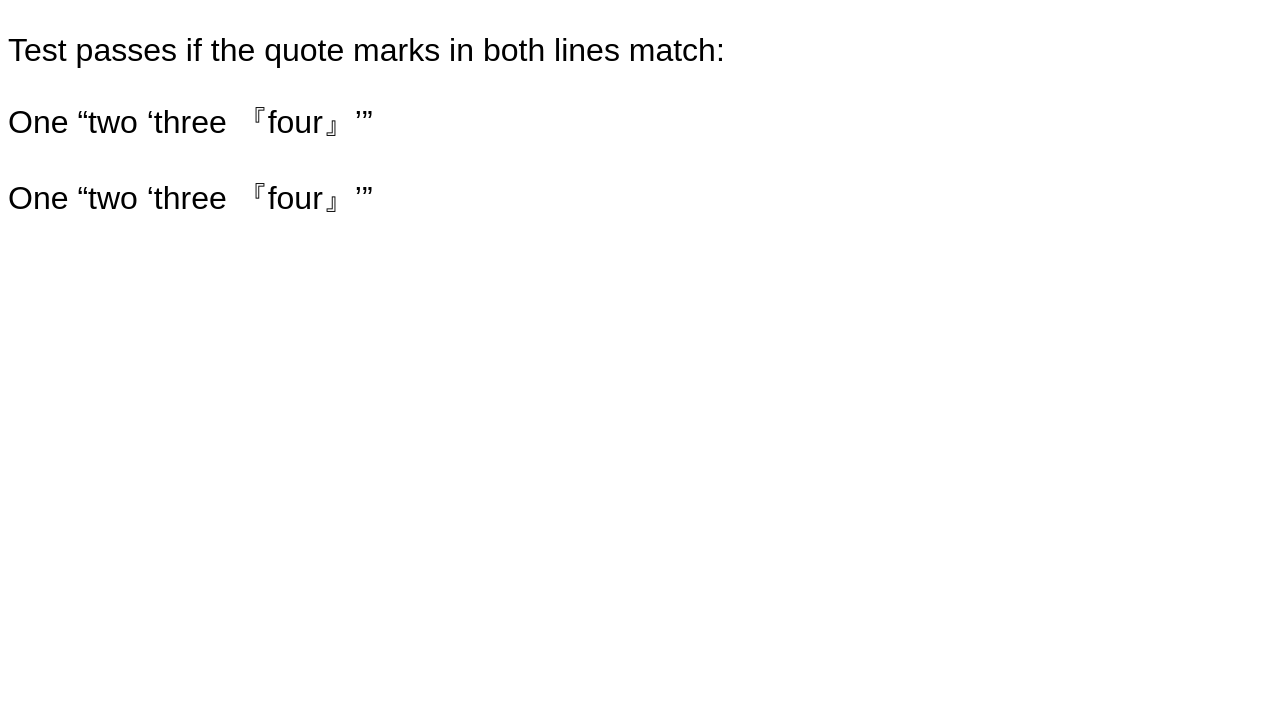 Test passes if the quote marks in both lines match:
One “two ‘three 『four』’”
One “two ‘three 『four』’”